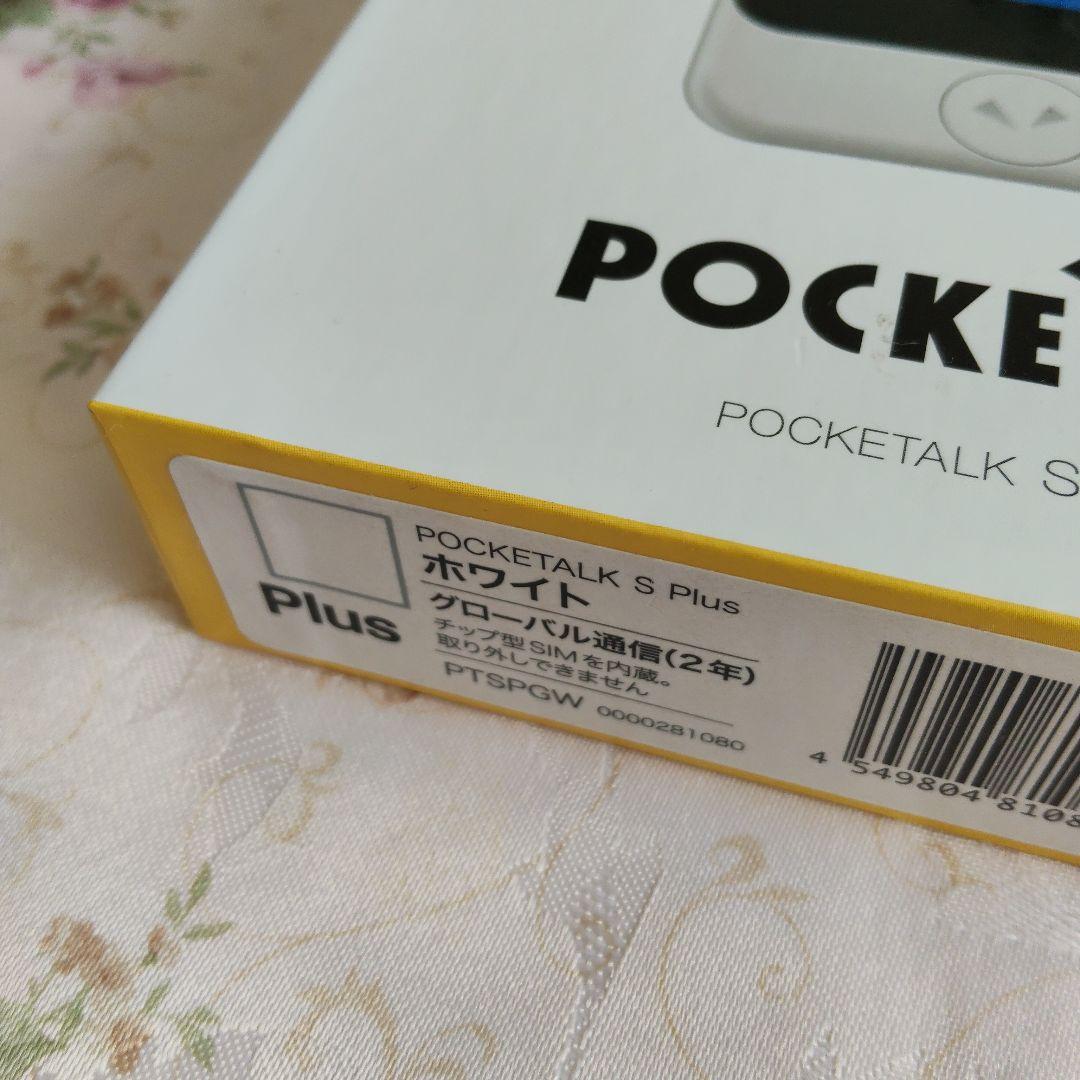 POCKE
POCKETALK S
Plus
POCKETALK S Plus
ホワイト
グローバル通信(2年)
チップ型SIMを内蔵。
取り外しできません
PTSPGW 0000281080
4 549804 8108